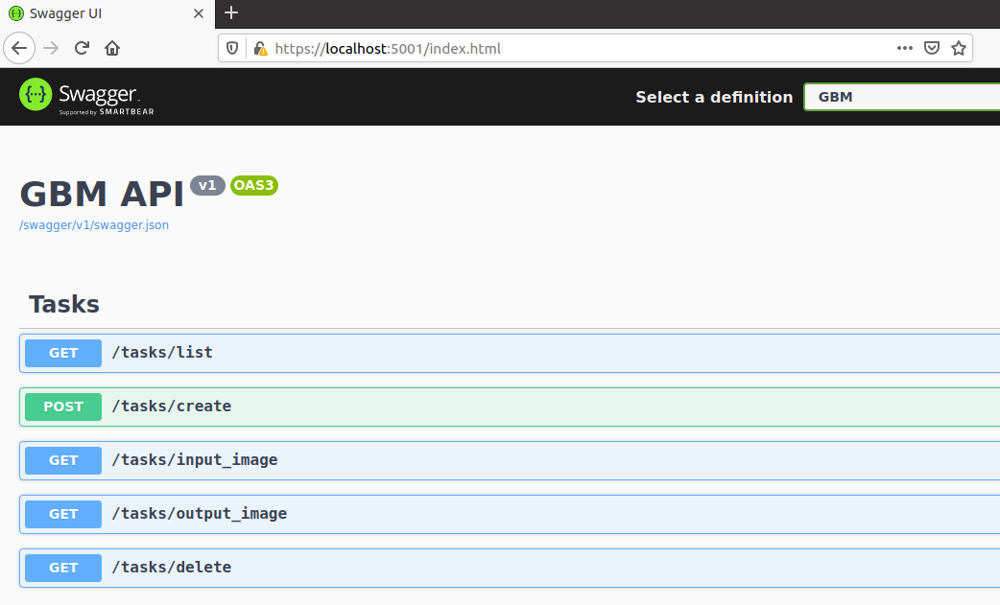 Swagger UI
https://localhost:5001/index.html
Swagger
Supported by SMARTBEAR
Select a definition
GBM
GBM API v1 OAS3
/swagger/v1/swagger.json
Tasks
GET /tasks/list
POST /tasks/create
GET /tasks/input_image
GET /tasks/output_image
GET /tasks/delete